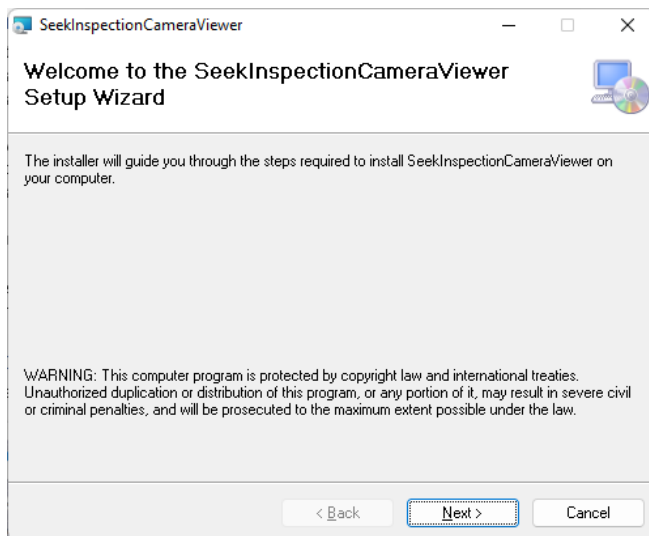 SeekInspectionCameraViewer
Welcome to the SeekInspectionCameraViewer
Setup Wizard
The installer will guide you through the steps required to install SeekInspectionCameraViewer on
your computer.
WARNING: This computer program is protected by copyright law and international treaties.
Unauthorized duplication or distribution of this program, or any portion of it, may result in severe civil
or criminal penalties, and will be prosecuted to the maximum extent possible under the law.
< Back
Next >
Cancel